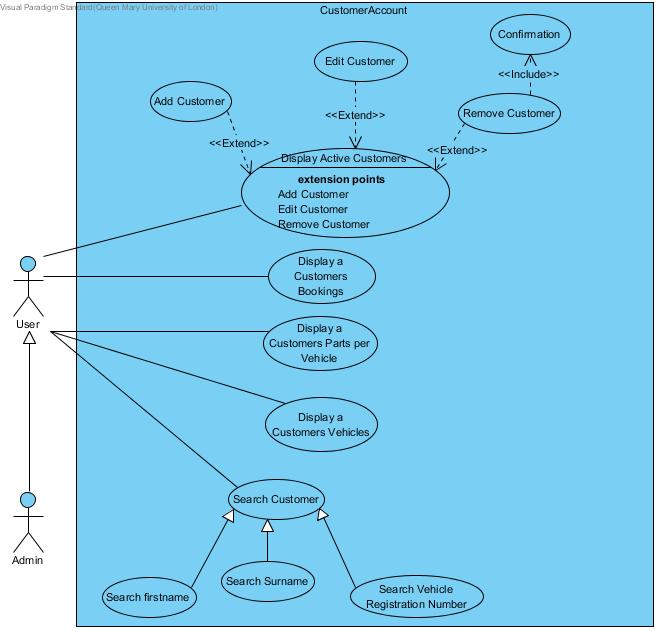 Visual Paradigm Standard(Queen Mary University of London)
CustomerAccount
Confirmation
<<Include>>
Edit Customer
Add Customer
Remove Customer
<<Extend>>
<<Extend>>
<<Extend>>
Display Active Customers
extension points
Add Customer
Edit Customer
Remove Customer
Display a
Customers
Bookings
User
Display a
Customers Parts per
Vehicle
Display a
Customers Vehicles
Search Customer
Admin
Search firstname
Search Surname
Search Vehicle
Registration Number